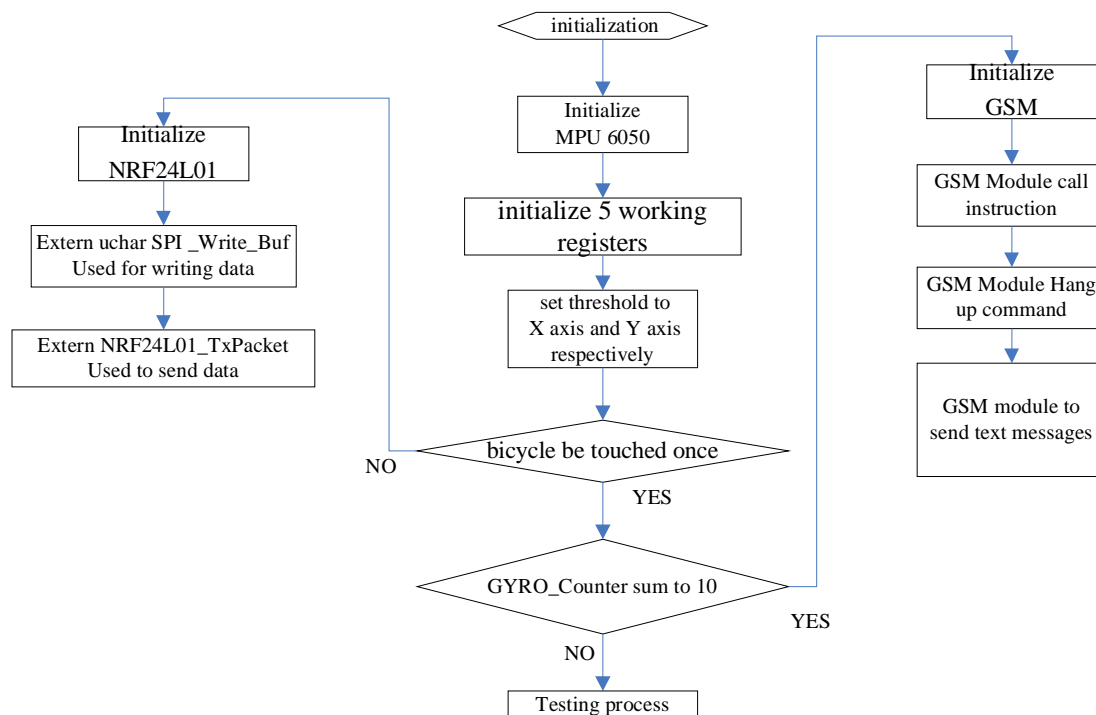 initialization
Initialize
MPU 6050
initialize 5 working
registers
set threshold to
X axis and Y axis
respectively
bicycle be touched once
NO
YES
GYRO_Counter sum to 10
YES
NO
Testing process
Initialize
NRF24L01
Extern uchar SPI _Write_Buf
Used for writing data
Extern NRF24L01_TxPacket
Used to send data
Initialize
GSM
GSM Module call
instruction
GSM Module Hang
up command
GSM module to
send text messages